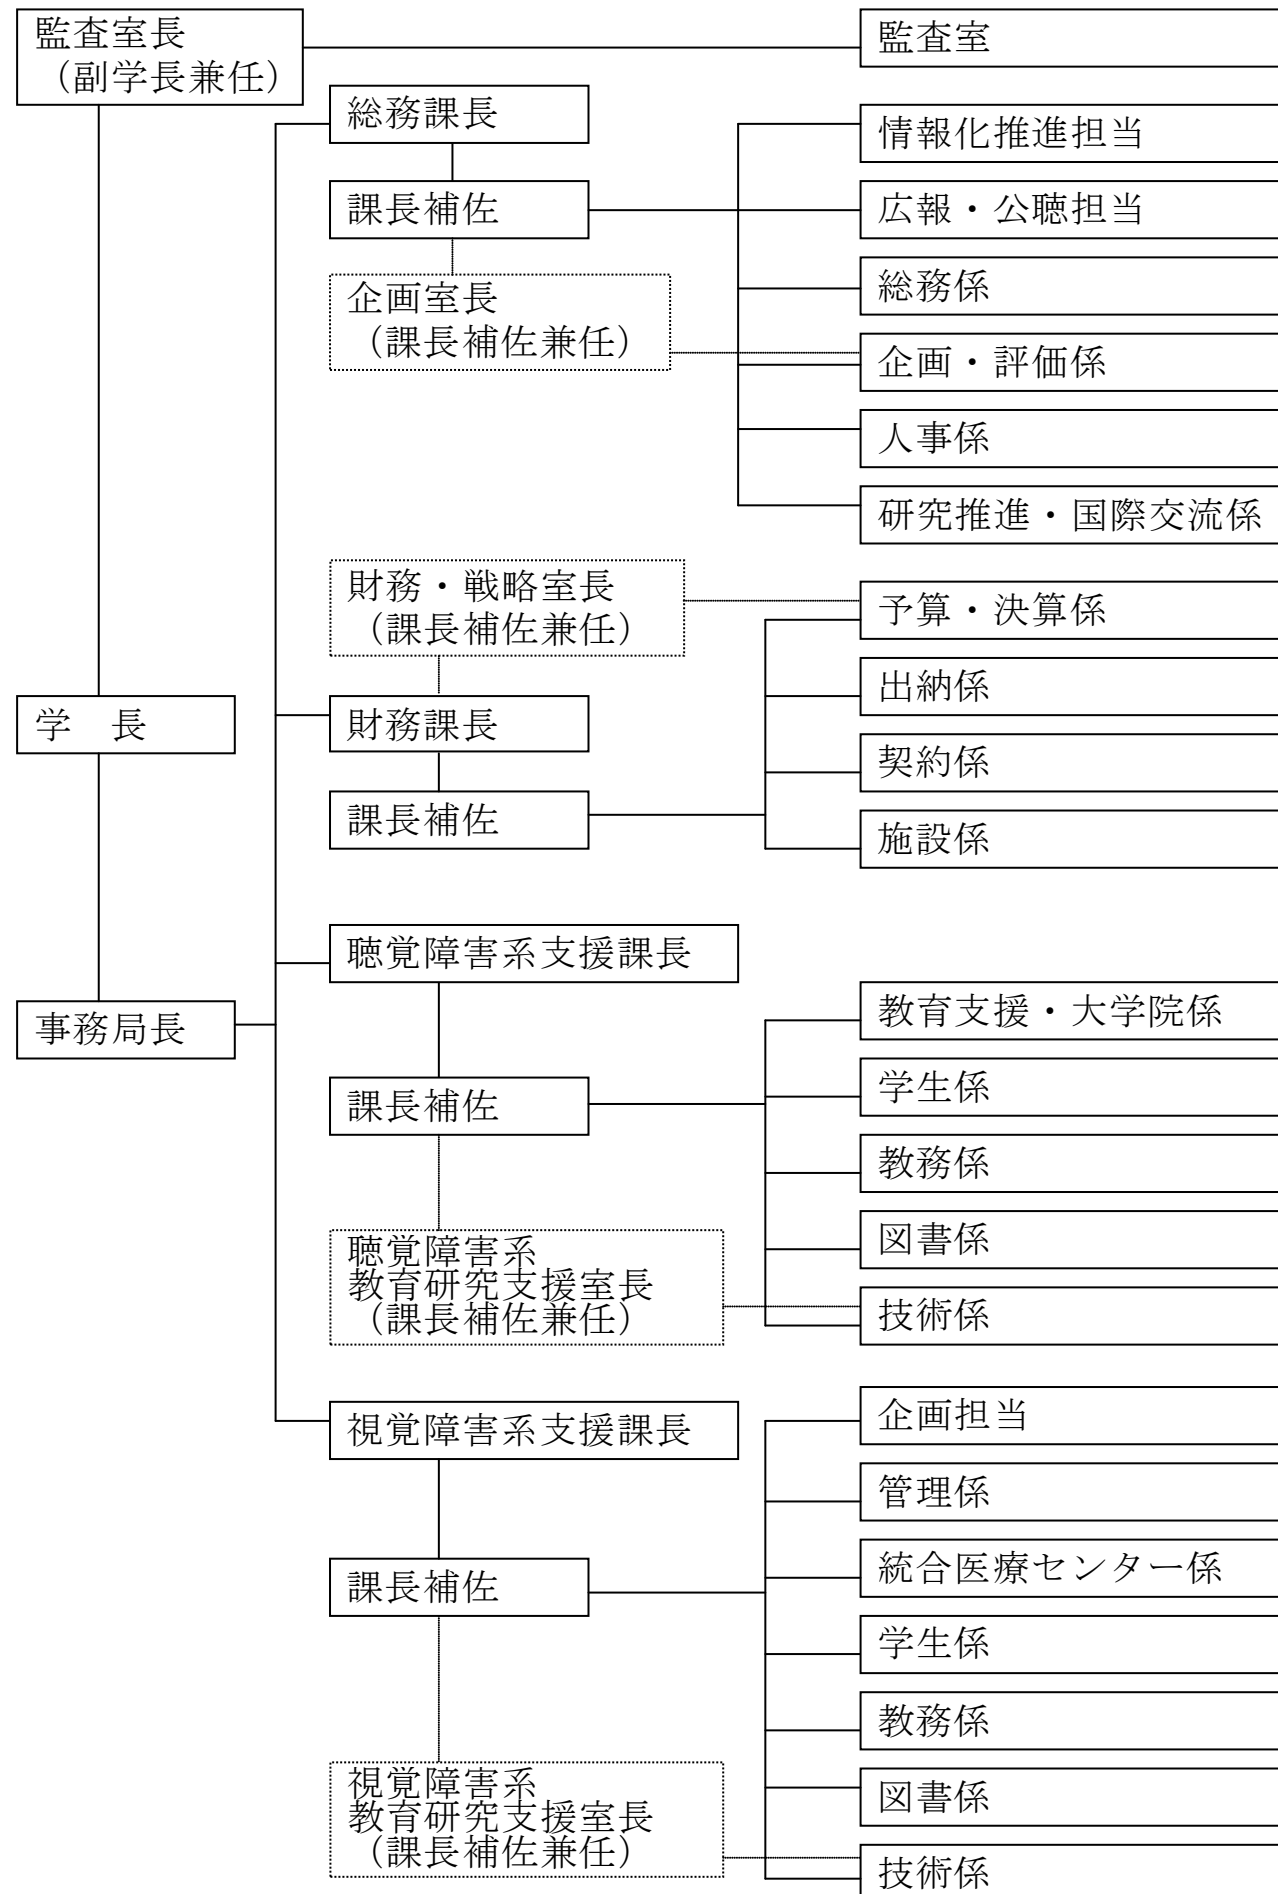 監査室長
（副学長兼任）
監査室
総務課長
課長補佐
企画室長
（課長補佐兼任）
情報化推進担当
広報・公聴担当
総務係
企画・評価係
人事係
研究推進・国際交流係
財務・戦略室長
（課長補佐兼任）
財務課長
課長補佐
予算・決算係
出納係
契約係
施設係
学　長
事務局長
聴覚障害系支援課長
課長補佐
聴覚障害系
教育研究支援室長
（課長補佐兼任）
教育支援・大学院係
学生係
教務係
図書係
技術係
視覚障害系支援課長
課長補佐
視覚障害系
教育研究支援室長
（課長補佐兼任）
企画担当
管理係
統合医療センター係
学生係
教務係
図書係
技術係